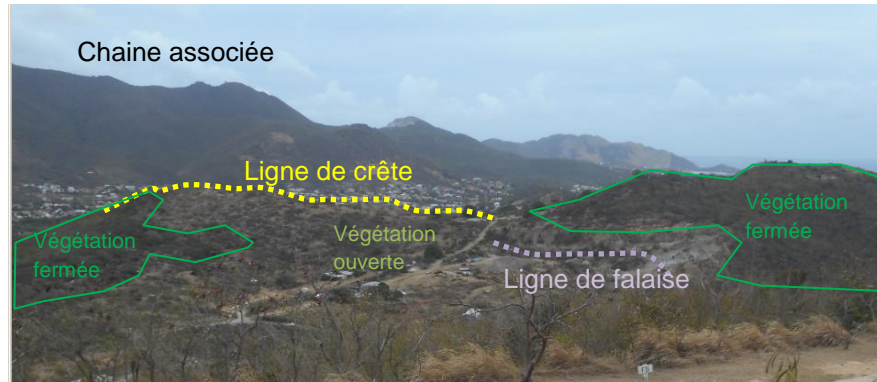 Chaine associée
Ligne de crête
Végétation
fermée
Végétation
ouverte
Végétation
fermée
Ligne de falaise